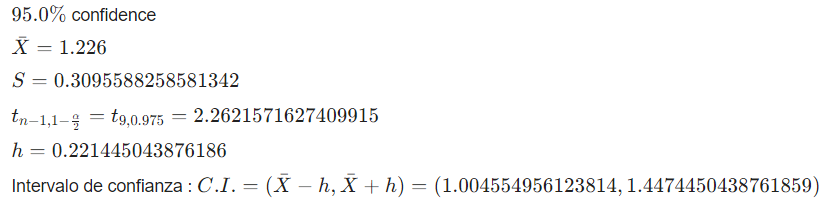 95.0% confidence
X̄ = 1.226
S = 0.3095588258581342
t_{n−1,1−α/2} = t_{9,0.975} = 2.2621571627409915
h = 0.221445043876186
Intervalo de confianza : C.I. = (X̄ − h, X̄ + h) = (1.004554956123814, 1.4474450438761859)